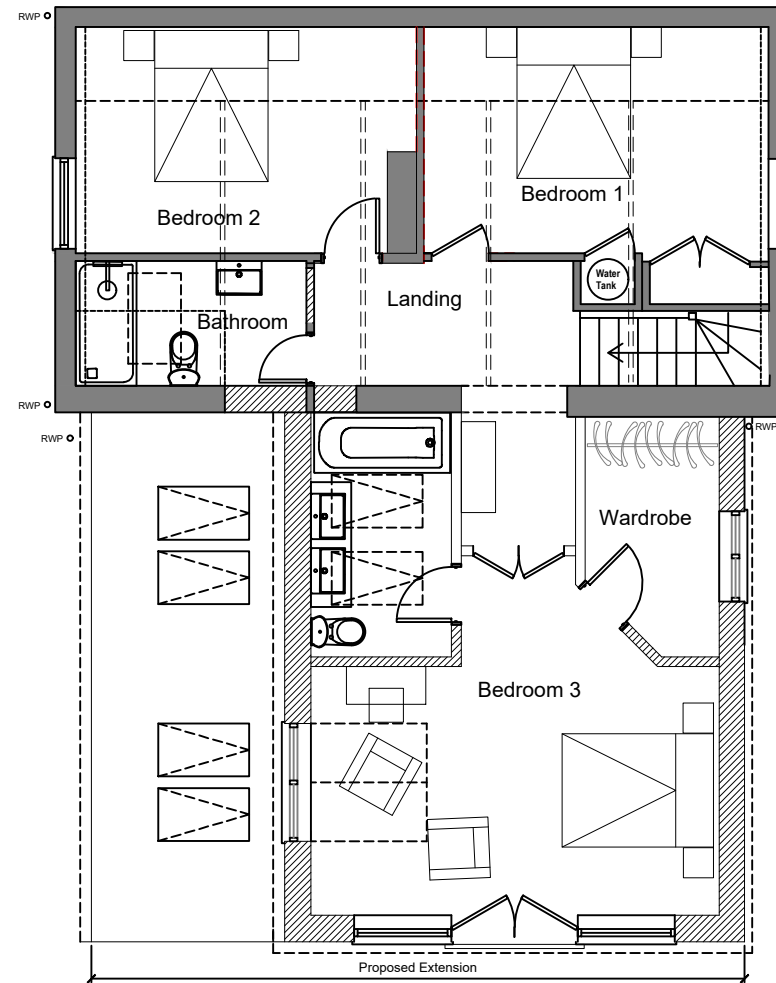 RWP
Bedroom 2
Bedroom 1
Water
Tank
Landing
Bathroom
RWP
RWP
RWP
Wardrobe
Bedroom 3
Proposed Extension